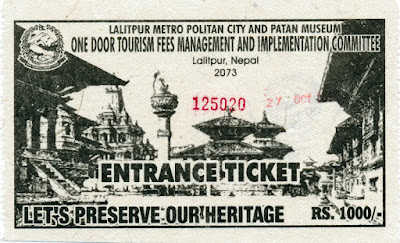 LALITPUR METRO POLITAN CITY AND PATAN MUSEUM
ONE DOOR TOURISM FEES MANAGEMENT AND IMPLEMENTATION COMMITTEE
Lalitpur, Nepal
2073
125020 27 OCT
ENTRANCE TICKET
LET'S PRESERVE OUR HERITAGE RS. 1000/-